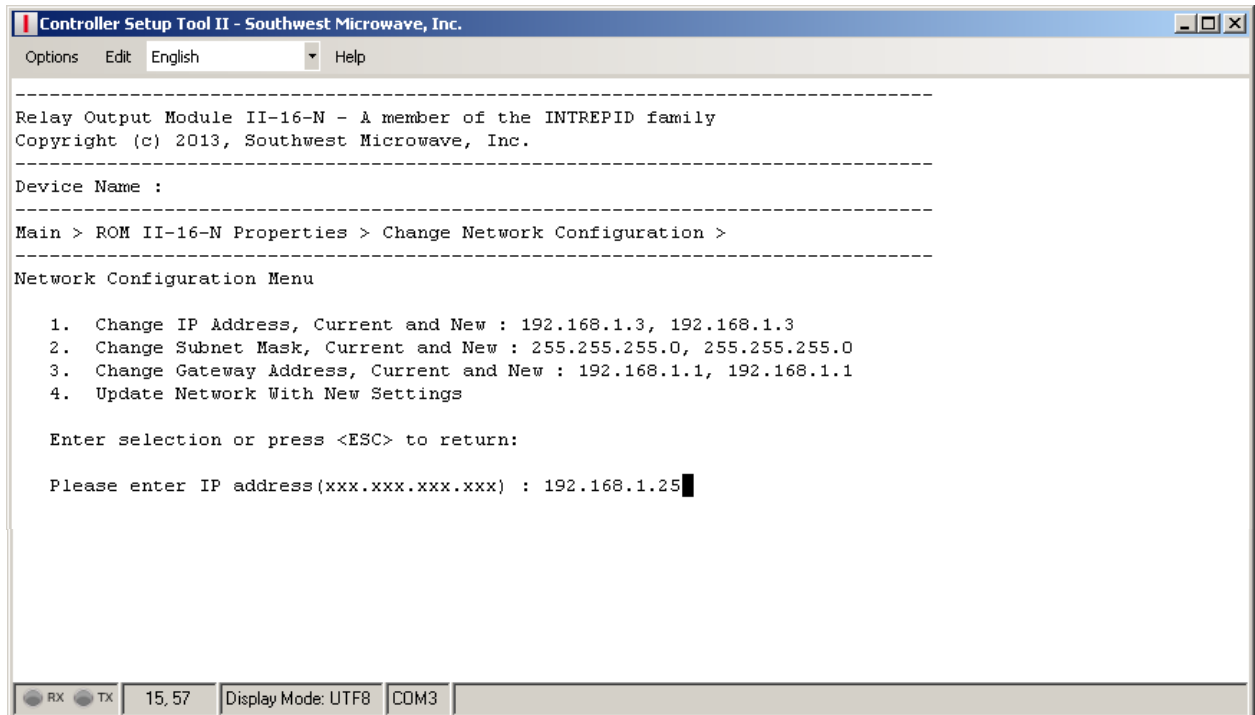 Controller Setup Tool II - Southwest Microwave, Inc.
Options Edit English Help
--------------------------------------------------------------------------------
Relay Output Module II-16-N - A member of the INTREPID family
Copyright (c) 2013, Southwest Microwave, Inc.
--------------------------------------------------------------------------------
Device Name :
--------------------------------------------------------------------------------
Main > ROM II-16-N Properties > Change Network Configuration >
--------------------------------------------------------------------------------
Network Configuration Menu
1. Change IP Address, Current and New : 192.168.1.3, 192.168.1.3
2. Change Subnet Mask, Current and New : 255.255.255.0, 255.255.255.0
3. Change Gateway Address, Current and New : 192.168.1.1, 192.168.1.1
4. Update Network With New Settings
Enter selection or press <ESC> to return:
Please enter IP address(xxx.xxx.xxx.xxx) : 192.168.1.25
RX TX 15, 57 Display Mode: UTF8 COM3